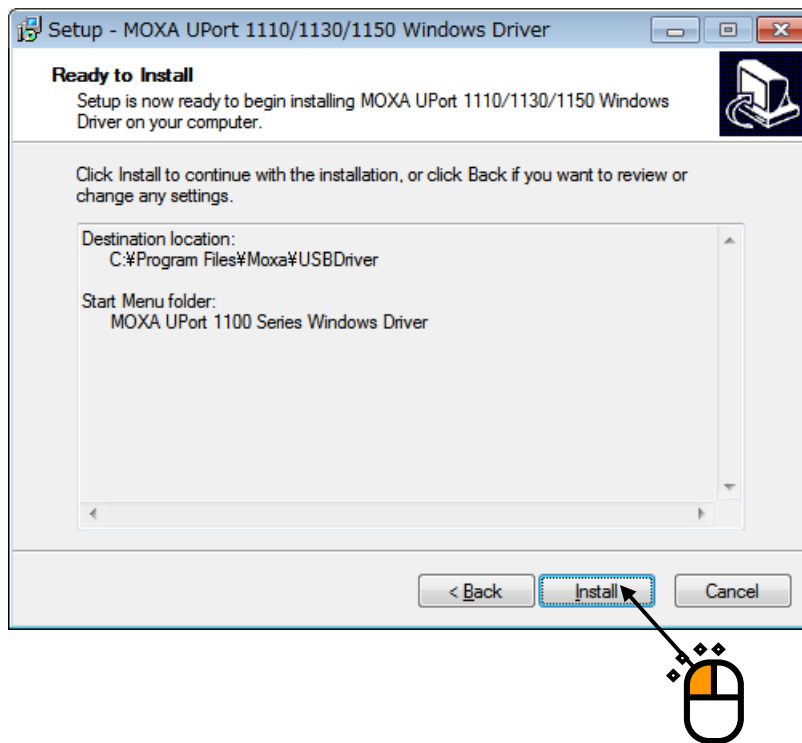 Setup - MOXA UPort 1110/1130/1150 Windows Driver
Ready to Install
Setup is now ready to begin installing MOXA UPort 1110/1130/1150 Windows
Driver on your computer.
Click Install to continue with the installation, or click Back if you want to review or
change any settings.
Destination location:
C:¥Program Files¥Moxa¥USBDriver
Start Menu folder:
MOXA UPort 1100 Series Windows Driver
< Back
Install
Cancel